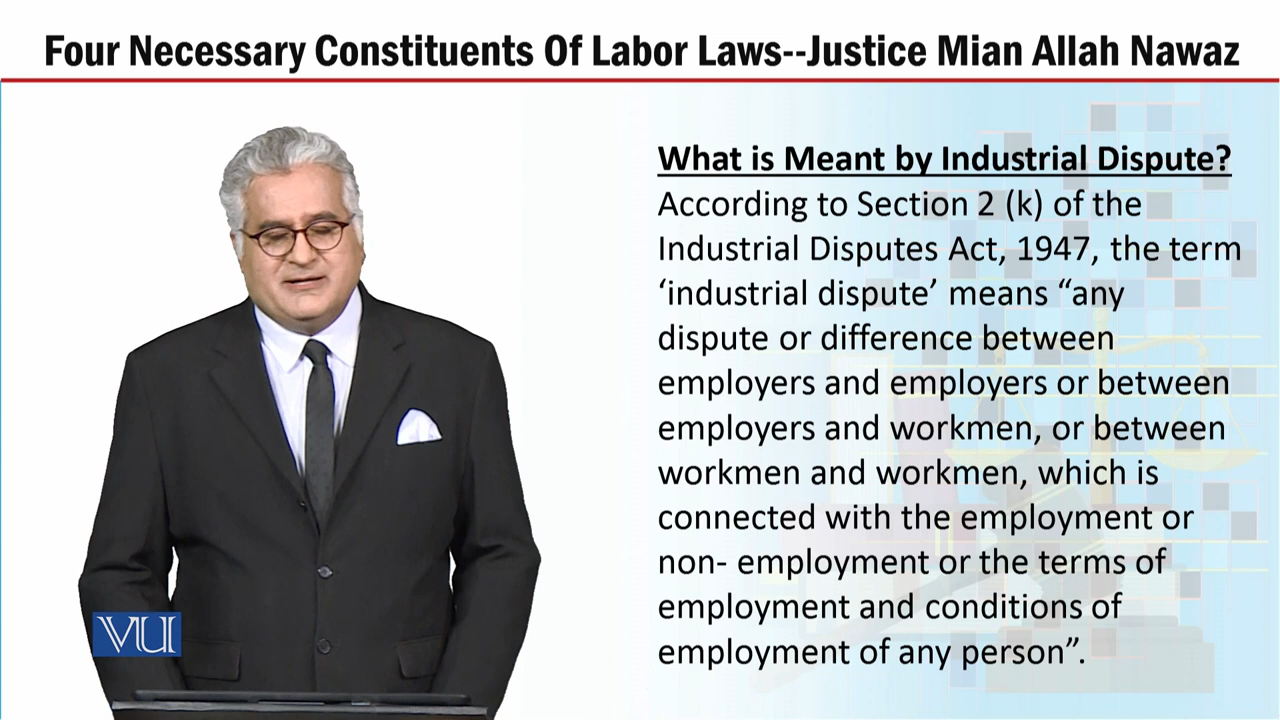 Four Necessary Constituents Of Labor Laws--Justice Mian Allah Nawaz
What is Meant by Industrial Dispute?
According to Section 2 (k) of the
Industrial Disputes Act, 1947, the term
‘industrial dispute’ means “any
dispute or difference between
employers and employers or between
employers and workmen, or between
workmen and workmen, which is
connected with the employment or
non- employment or the terms of
employment and conditions of
employment of any person”.
VU